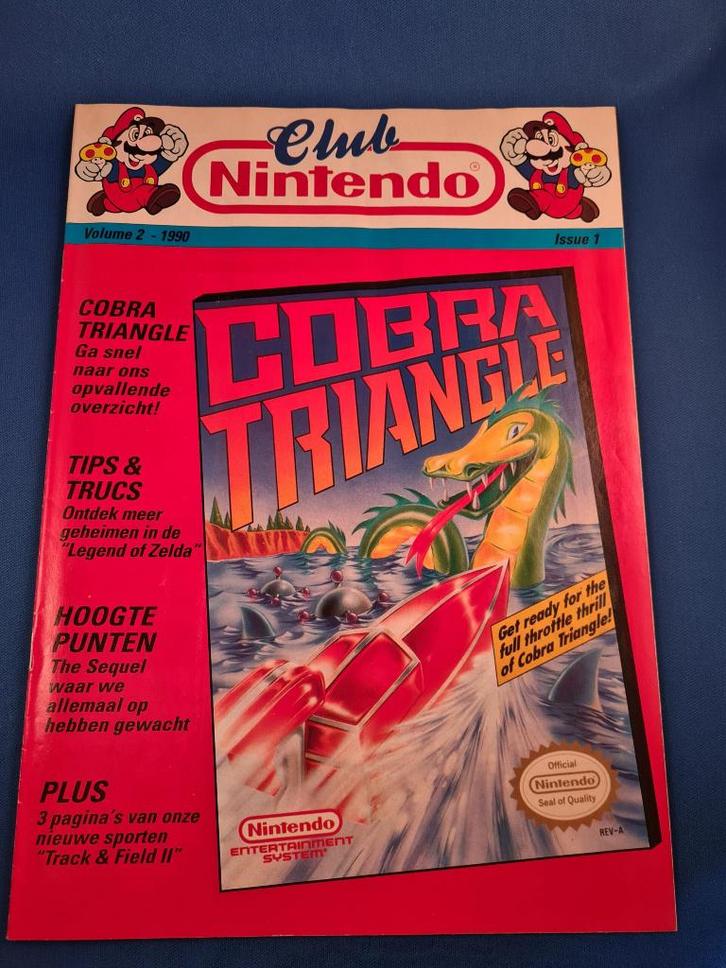 Club
Nintendo®
Volume 2 - 1990
Issue 1
COBRA
TRIANGLE
Ga snel
naar ons
opvallende
overzicht!
TIPS &
TRUCS
Ontdek meer
geheimen in de
"Legend of Zelda"
HOOGTE
PUNTEN
The Sequel
waar we
allemaal op
hebben gewacht
PLUS
3 pagina's van onze
nieuwe sporten
"Track & Field II"
COBRA
TRIANGLE™
Get ready for the
full throttle thrill
of Cobra Triangle!
Official
Nintendo
Seal of Quality
REV-A
Nintendo
ENTERTAINMENT
SYSTEM®